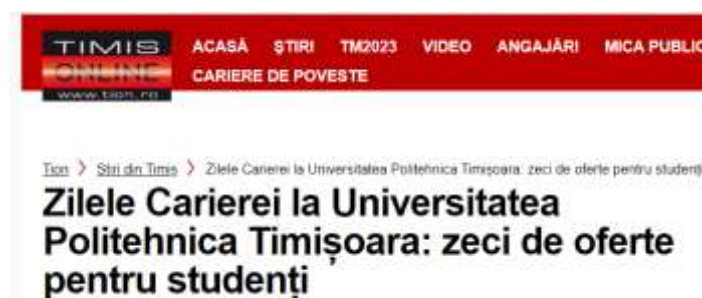 TIMIS ACASĂ ȘTIRI TM2023 VIDEO ANGAJĂRI MICA PUBLIC
ONLINE CARIERE DE POVESTE
www.tion.ro
Tion > Stiri din Timis > Zilele Carierei la Universitatea Politehnica Timișoara: zeci de oferte pentru studenți
Zilele Carierei la Universitatea
Politehnica Timișoara: zeci de oferte
pentru studenți